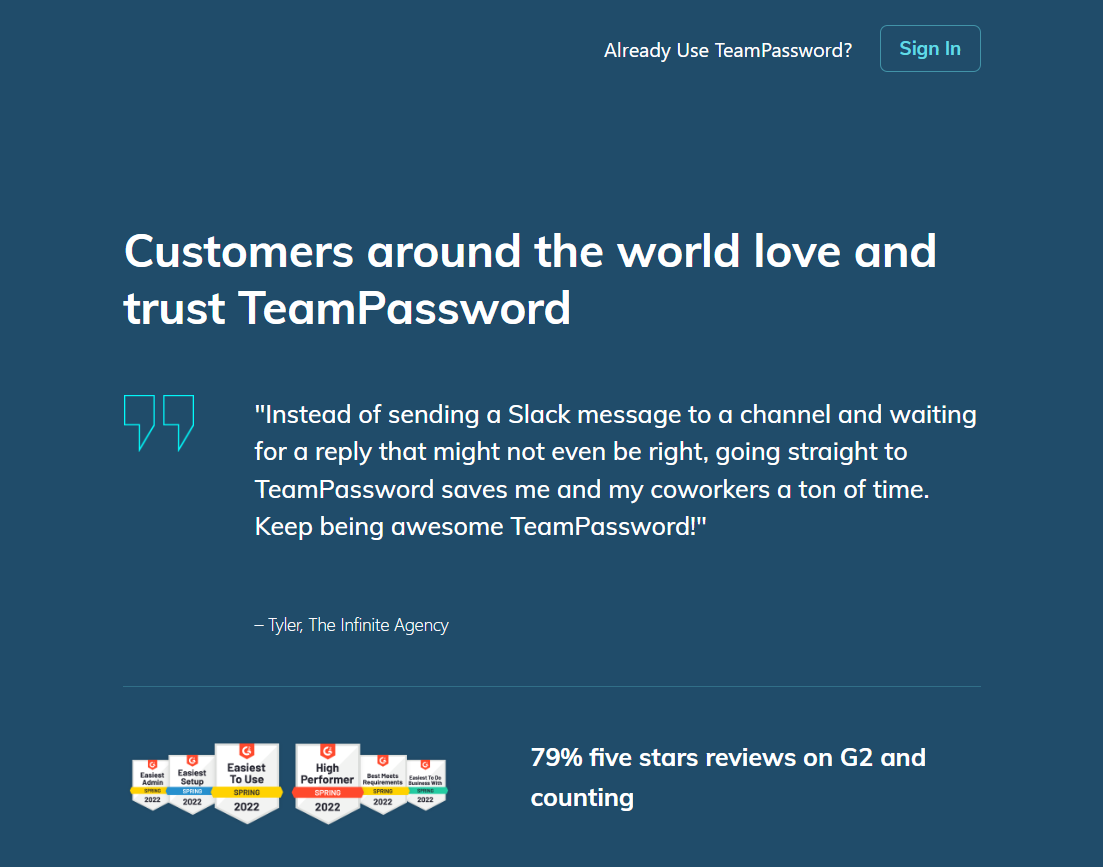 Already Use TeamPassword?
Sign In
Customers around the world love and
trust TeamPassword
"Instead of sending a Slack message to a channel and waiting
for a reply that might not even be right, going straight to
TeamPassword saves me and my coworkers a ton of time.
Keep being awesome TeamPassword!"
– Tyler, The Infinite Agency
Easiest
Admin
SPRING
2022
Easiest
Setup
SPRING
2022
Easiest
To Use
SPRING
2022
High
Performer
SPRING
2022
Best Meets
Requirements
SPRING
2022
Easiest To Do
Business With
SPRING
2022
79% five stars reviews on G2 and
counting